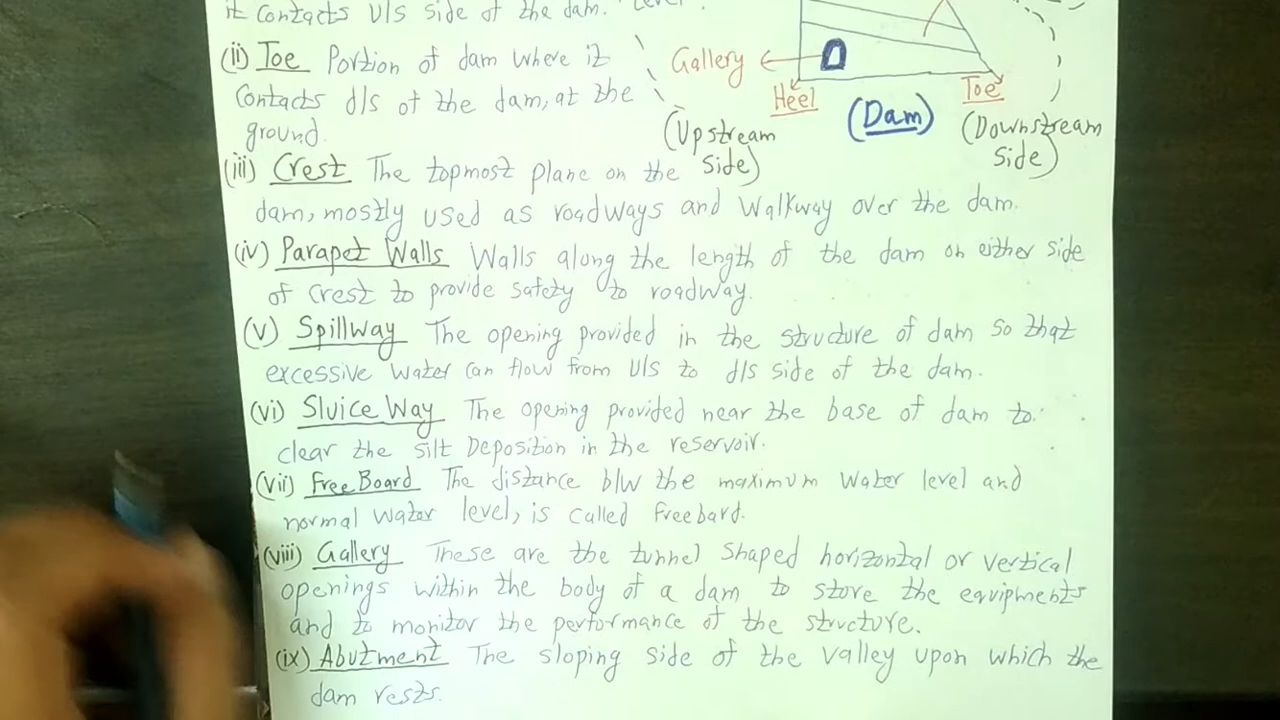 it contacts U/S side of the dam. Level.
(ii) Toe Portion of dam where it
Contacts d/s of the dam, at the
ground.
Gallery
Heel
(Dam)
Toe
(Upstream
side)
(Downstream
side)
(iii) Crest The topmost plane on the
dam, mostly used as roadways and walkway over the dam.
(iv) Parapet Walls Walls along the length of the dam on either side
of crest to provide safety to roadway.
(v) Spillway The opening provided in the structure of dam so that
excessive water can flow from U/S to d/s side of the dam.
(vi) Sluice Way The opening provided near the base of dam to
clear the silt Deposition in the reservoir.
(vii) Free Board The distance b/w the maximum water level and
normal water level, is called freebard.
(viii) Gallery These are the tunnel shaped horizontal or vertical
openings within the body of a dam to store the equipments
and to monitor the performance of the structure.
(ix) Abutment The sloping side of the valley upon which the
dam rests.